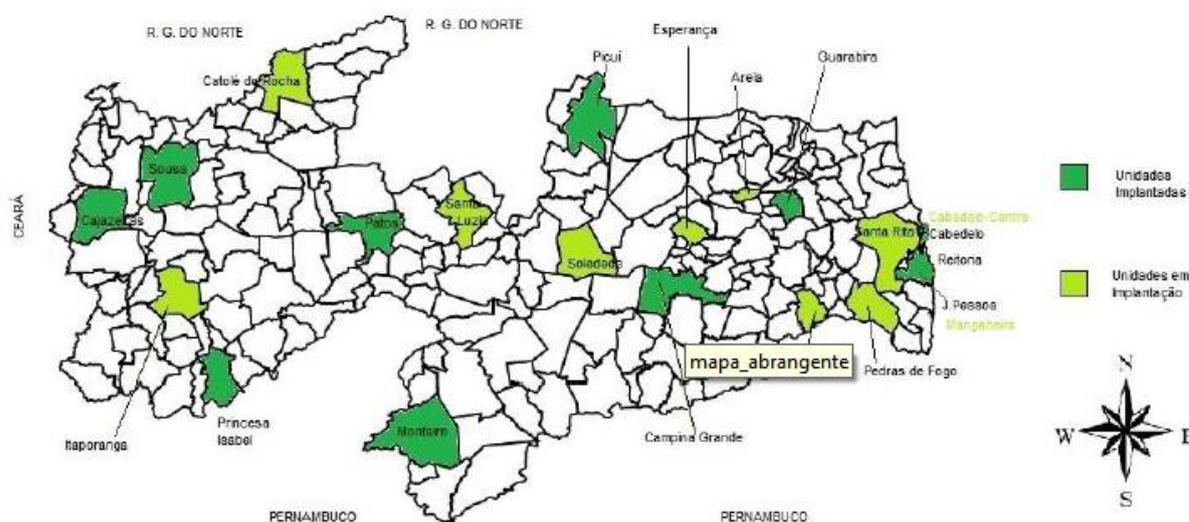 R. G. DO NORTE
R. G. DO NORTE
Esperança
Guarabira
Picuí
Areia
Catolé do Rocha
Unidades
Implantadas
Sousa
Santa
Luzia
Cajazeiras
Patos
CEARÁ
Cabedelo-Centro
Santa Rita
Cabedelo
Soledade
Reitoria
Unidades em
Implantação
J. Pessoa
Mangabeira
mapa_abrangente
Pedras de Fogo
N
Itaporanga
Princesa
Isabel
Monteiro
Campina Grande
W
E
S
PERNAMBUCO
PERNAMBUCO